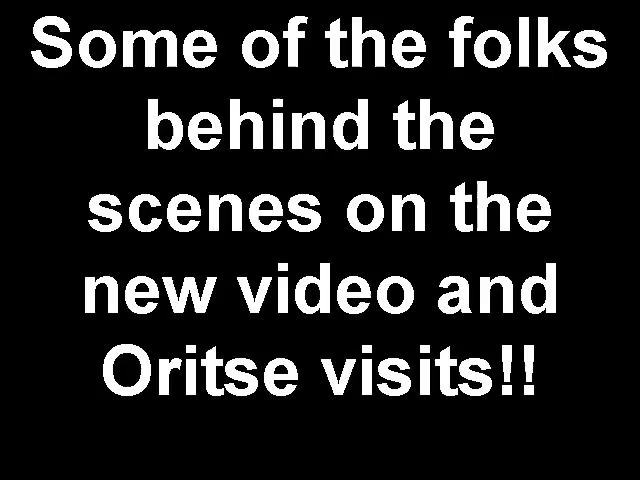 Some of the folks
behind the
scenes on the
new video and
Oritse visits!!